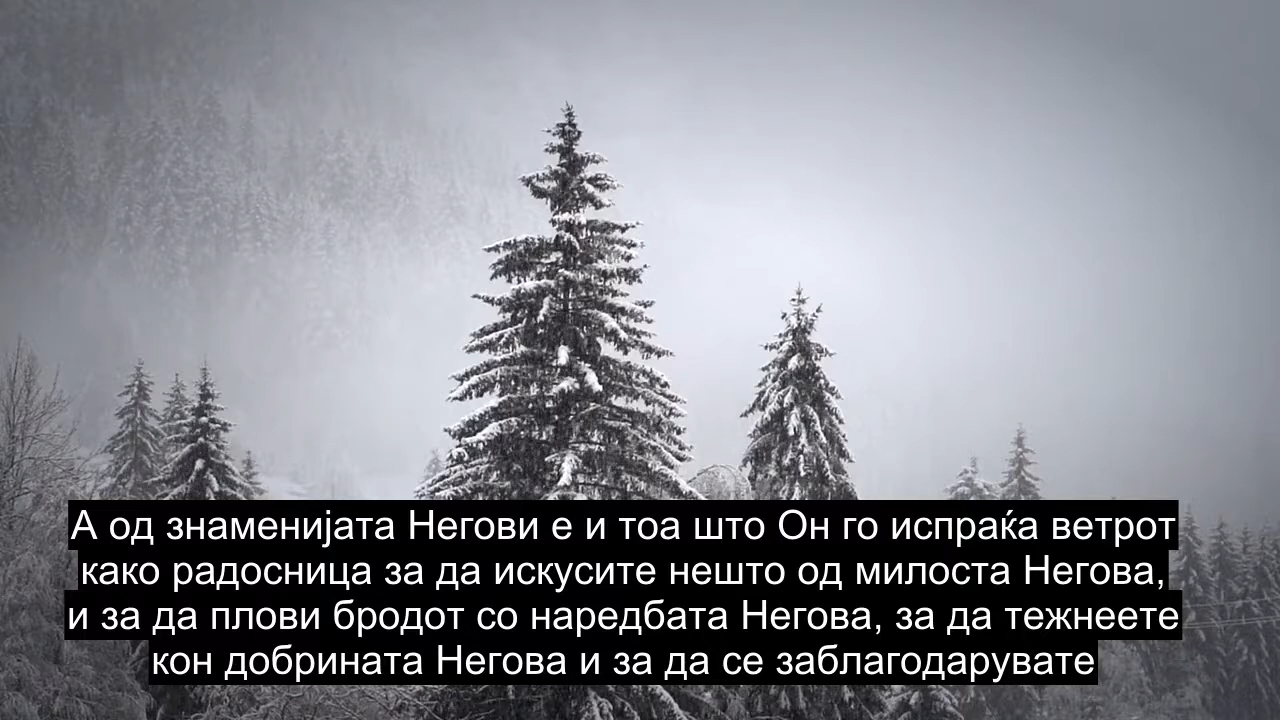 А од знаменијата Негови е и тоа што Он го испраќа ветрот
како радосница за да искусите нешто од милоста Негова,
и за да плови бродот со наредбата Негова, за да тежнеете
кон добрината Негова и за да се заблагодарувате